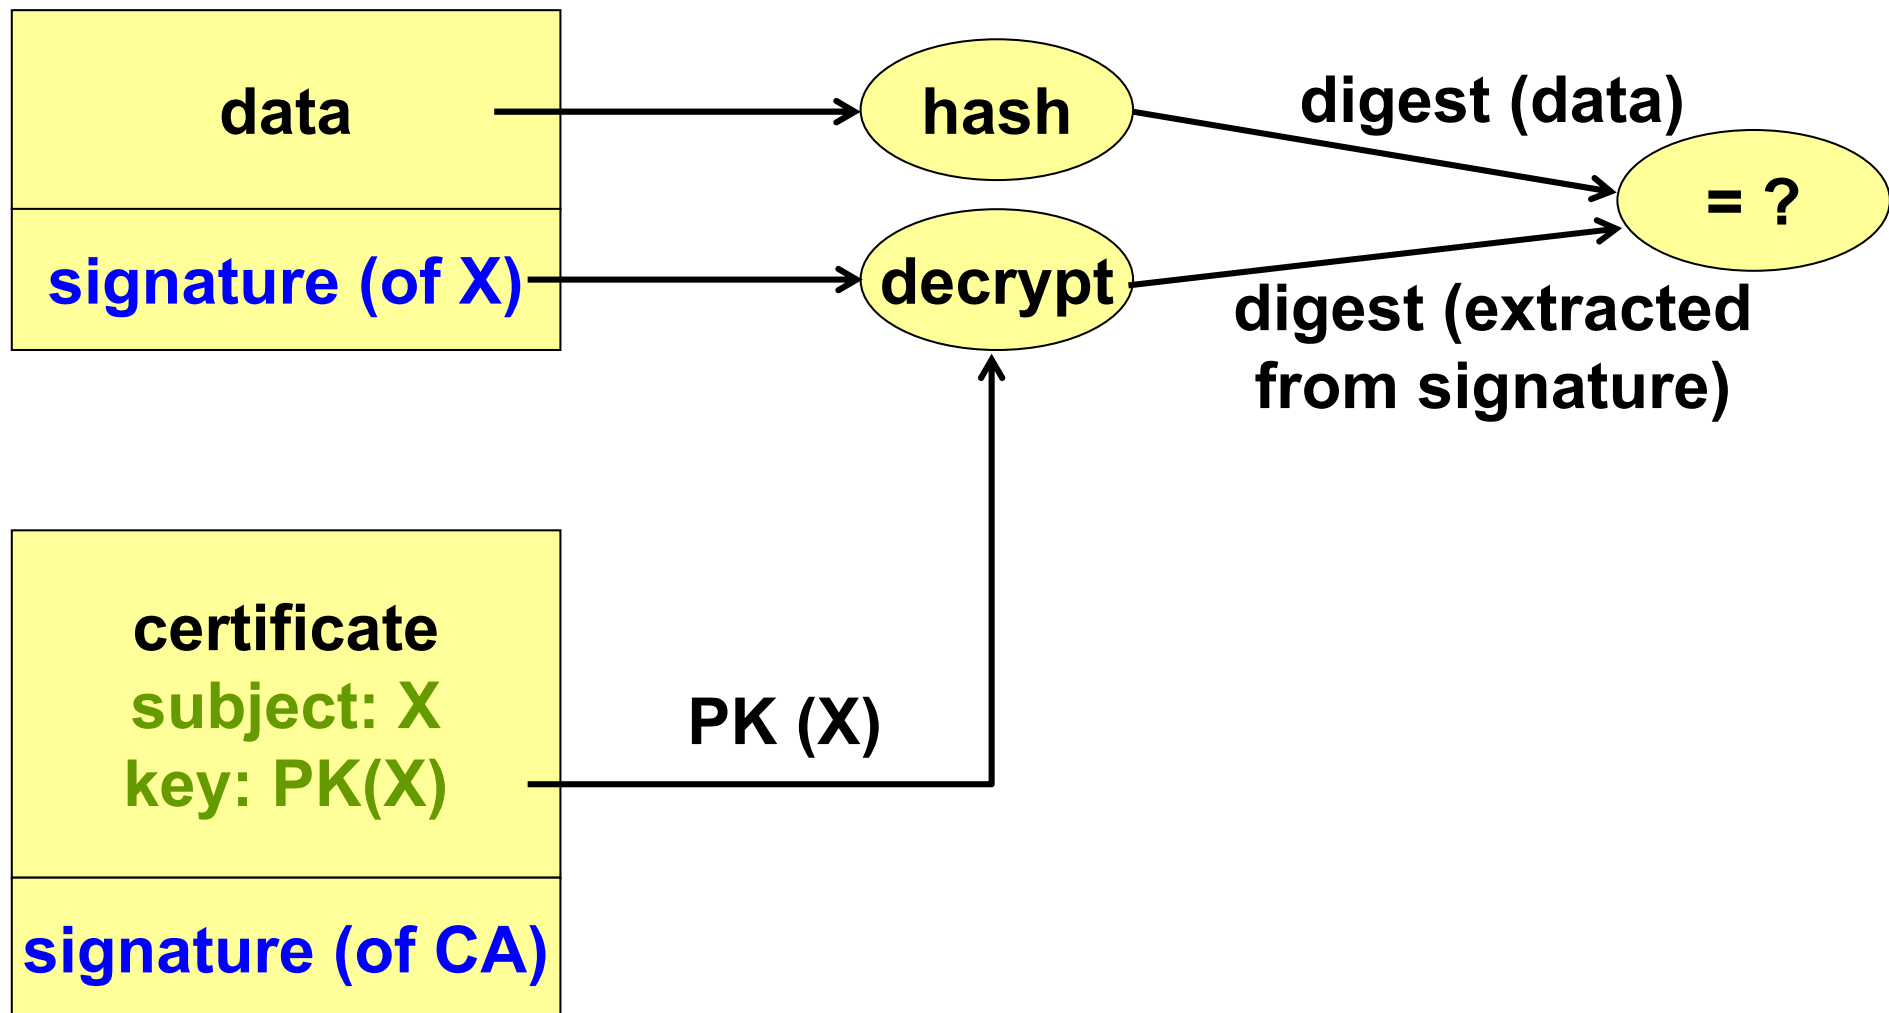 data
hash
digest (data)
= ?
signature (of X)
decrypt
digest (extracted
from signature)
certificate
subject: X
key: PK(X)
PK (X)
signature (of CA)